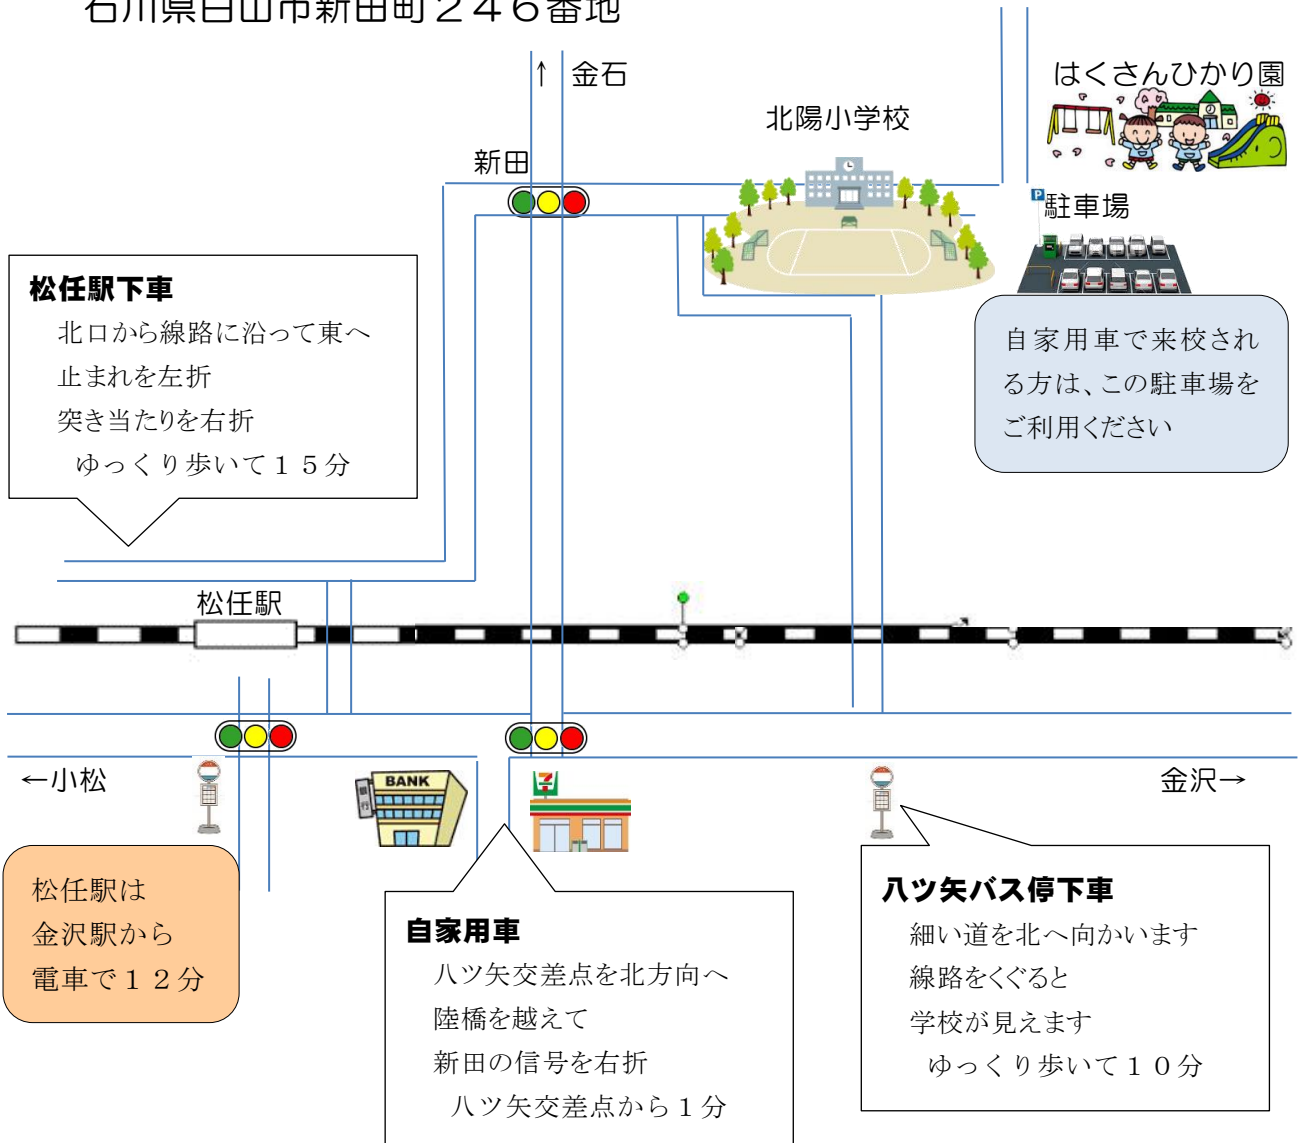 石川県白山市新田町２４６番地
↑ 金石
はくさんひかり園
北陽小学校
新田
P
駐車場
松任駅下車
北口から線路に沿って東へ
止まれを左折
突き当たりを右折
ゆっくり歩いて１５分
自家用車で来校され
る方は、この駐車場を
ご利用ください
松任駅
←小松
BANK
銀行
7
金沢→
松任駅は
金沢駅から
電車で１２分
自家用車
八ツ矢交差点を北方向へ
陸橋を越えて
新田の信号を右折
八ツ矢交差点から１分
八ツ矢バス停下車
細い道を北へ向かいます
線路をくぐると
学校が見えます
ゆっくり歩いて１０分